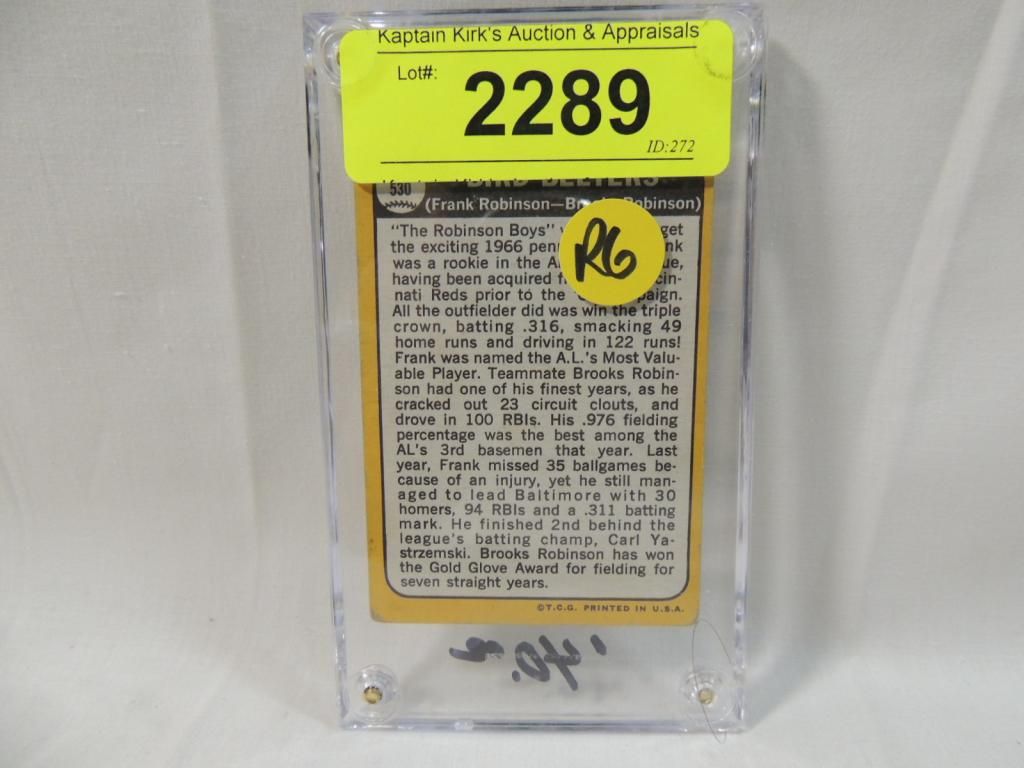 Kaptain Kirk's Auction & Appraisals
Lot#:
2289
ID:272
530
(Frank Robinson—Br Robinson)
R6
"The Robinson Boys" get
the exciting 1966
was a rookie in the
having been acquired cin-
nati Reds prior to the
All the outfielder did was win the triple
crown, batting .316, smacking 49
home runs and driving in 122 runs!
Frank was named the A.L.'s Most Valu-
able Player. Teammate Brooks Robin-
son had one of his finest years, as he
cracked out 23 circuit clouts, and
drove in 100 RBIs. His .976 fielding
percentage was the best among the
AL's 3rd basemen that year. Last
year, Frank missed 35 ballgames be-
cause of an injury, yet he still man-
aged to lead Baltimore with 30
homers, 94 RBIs and a .311 batting
mark. He finished 2nd behind the
league's batting champ, Carl Ya-
strzemski. Brooks Robinson has won
the Gold Glove Award for fielding for
seven straight years.
©T.C.G. PRINTED IN U.S.A.